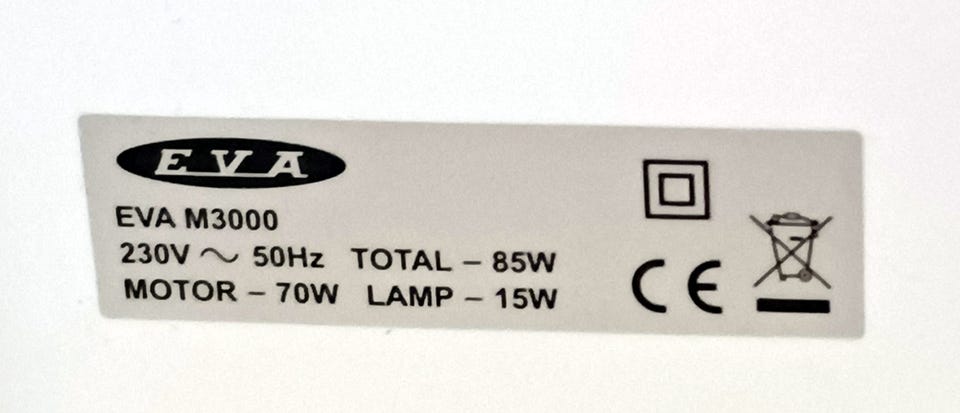 EVA
EVA M3000
230V ~ 50Hz TOTAL – 85W
MOTOR – 70W LAMP – 15W
CE